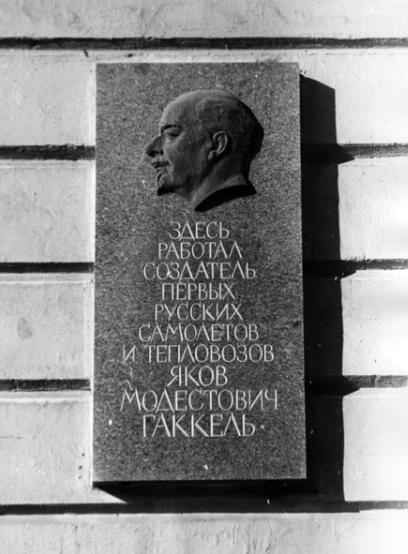 ЗДЕСЬ
РАБОТАЛ
СОЗДАТЕЛЬ
ПЕРВЫХ
РУССКИХ
САМОЛЕТОВ
И ТЕПЛОВОЗОВ
ЯКОВ
МОДЕСТОВИЧ
ГАККЕЛЬ